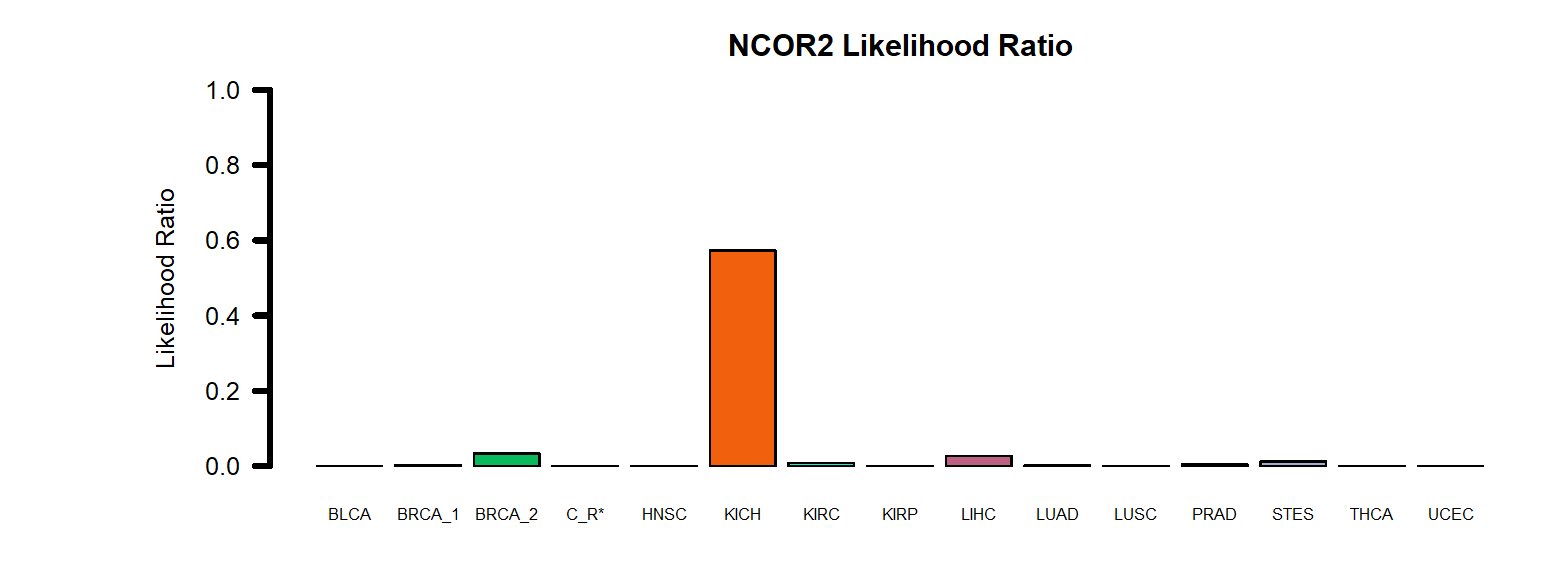 NCOR2 Likelihood Ratio
Likelihood Ratio
1.0
0.8
0.6
0.4
0.2
0.0
BLCA BRCA_1 BRCA_2 C_R* HNSC KICH KIRC KIRP LIHC LUAD LUSC PRAD STES THCA UCEC